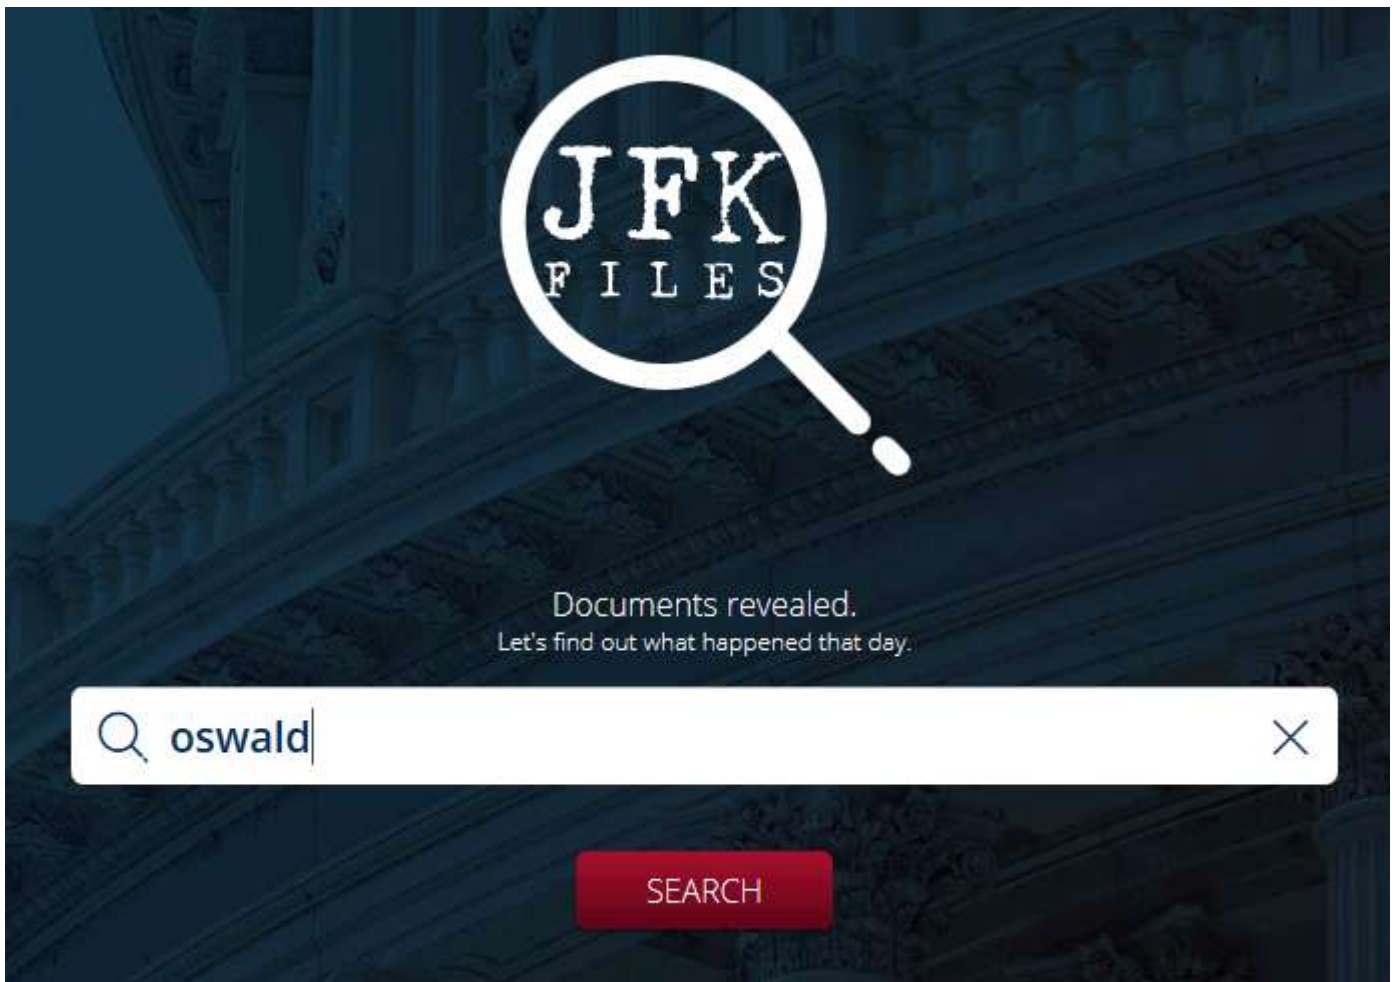 JFK
FILES
Documents revealed.
Let's find out what happened that day.
oswald
SEARCH